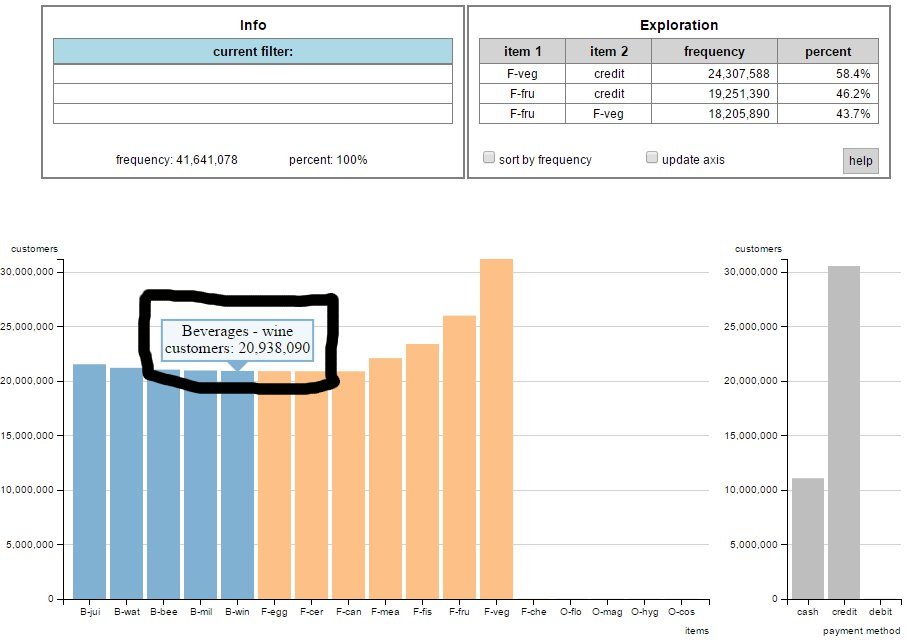 Info
current filter:
frequency: 41,641,078 percent: 100%
Exploration
item 1 item 2 frequency percent
F-veg credit 24,307,588 58.4%
F-fru credit 19,251,390 46.2%
F-fru F-veg 18,205,890 43.7%
sort by frequency update axis help
customers
30,000,000
25,000,000
20,000,000
15,000,000
10,000,000
5,000,000
0
Beverages - wine
customers: 20,938,090
B-jui B-wat B-bee B-mil B-win F-egg F-cer F-can F-mea F-fis F-fru F-veg F-che O-flo O-mag O-hyg O-cos
items
customers
30,000,000
25,000,000
20,000,000
15,000,000
10,000,000
5,000,000
0
cash credit debit
payment method